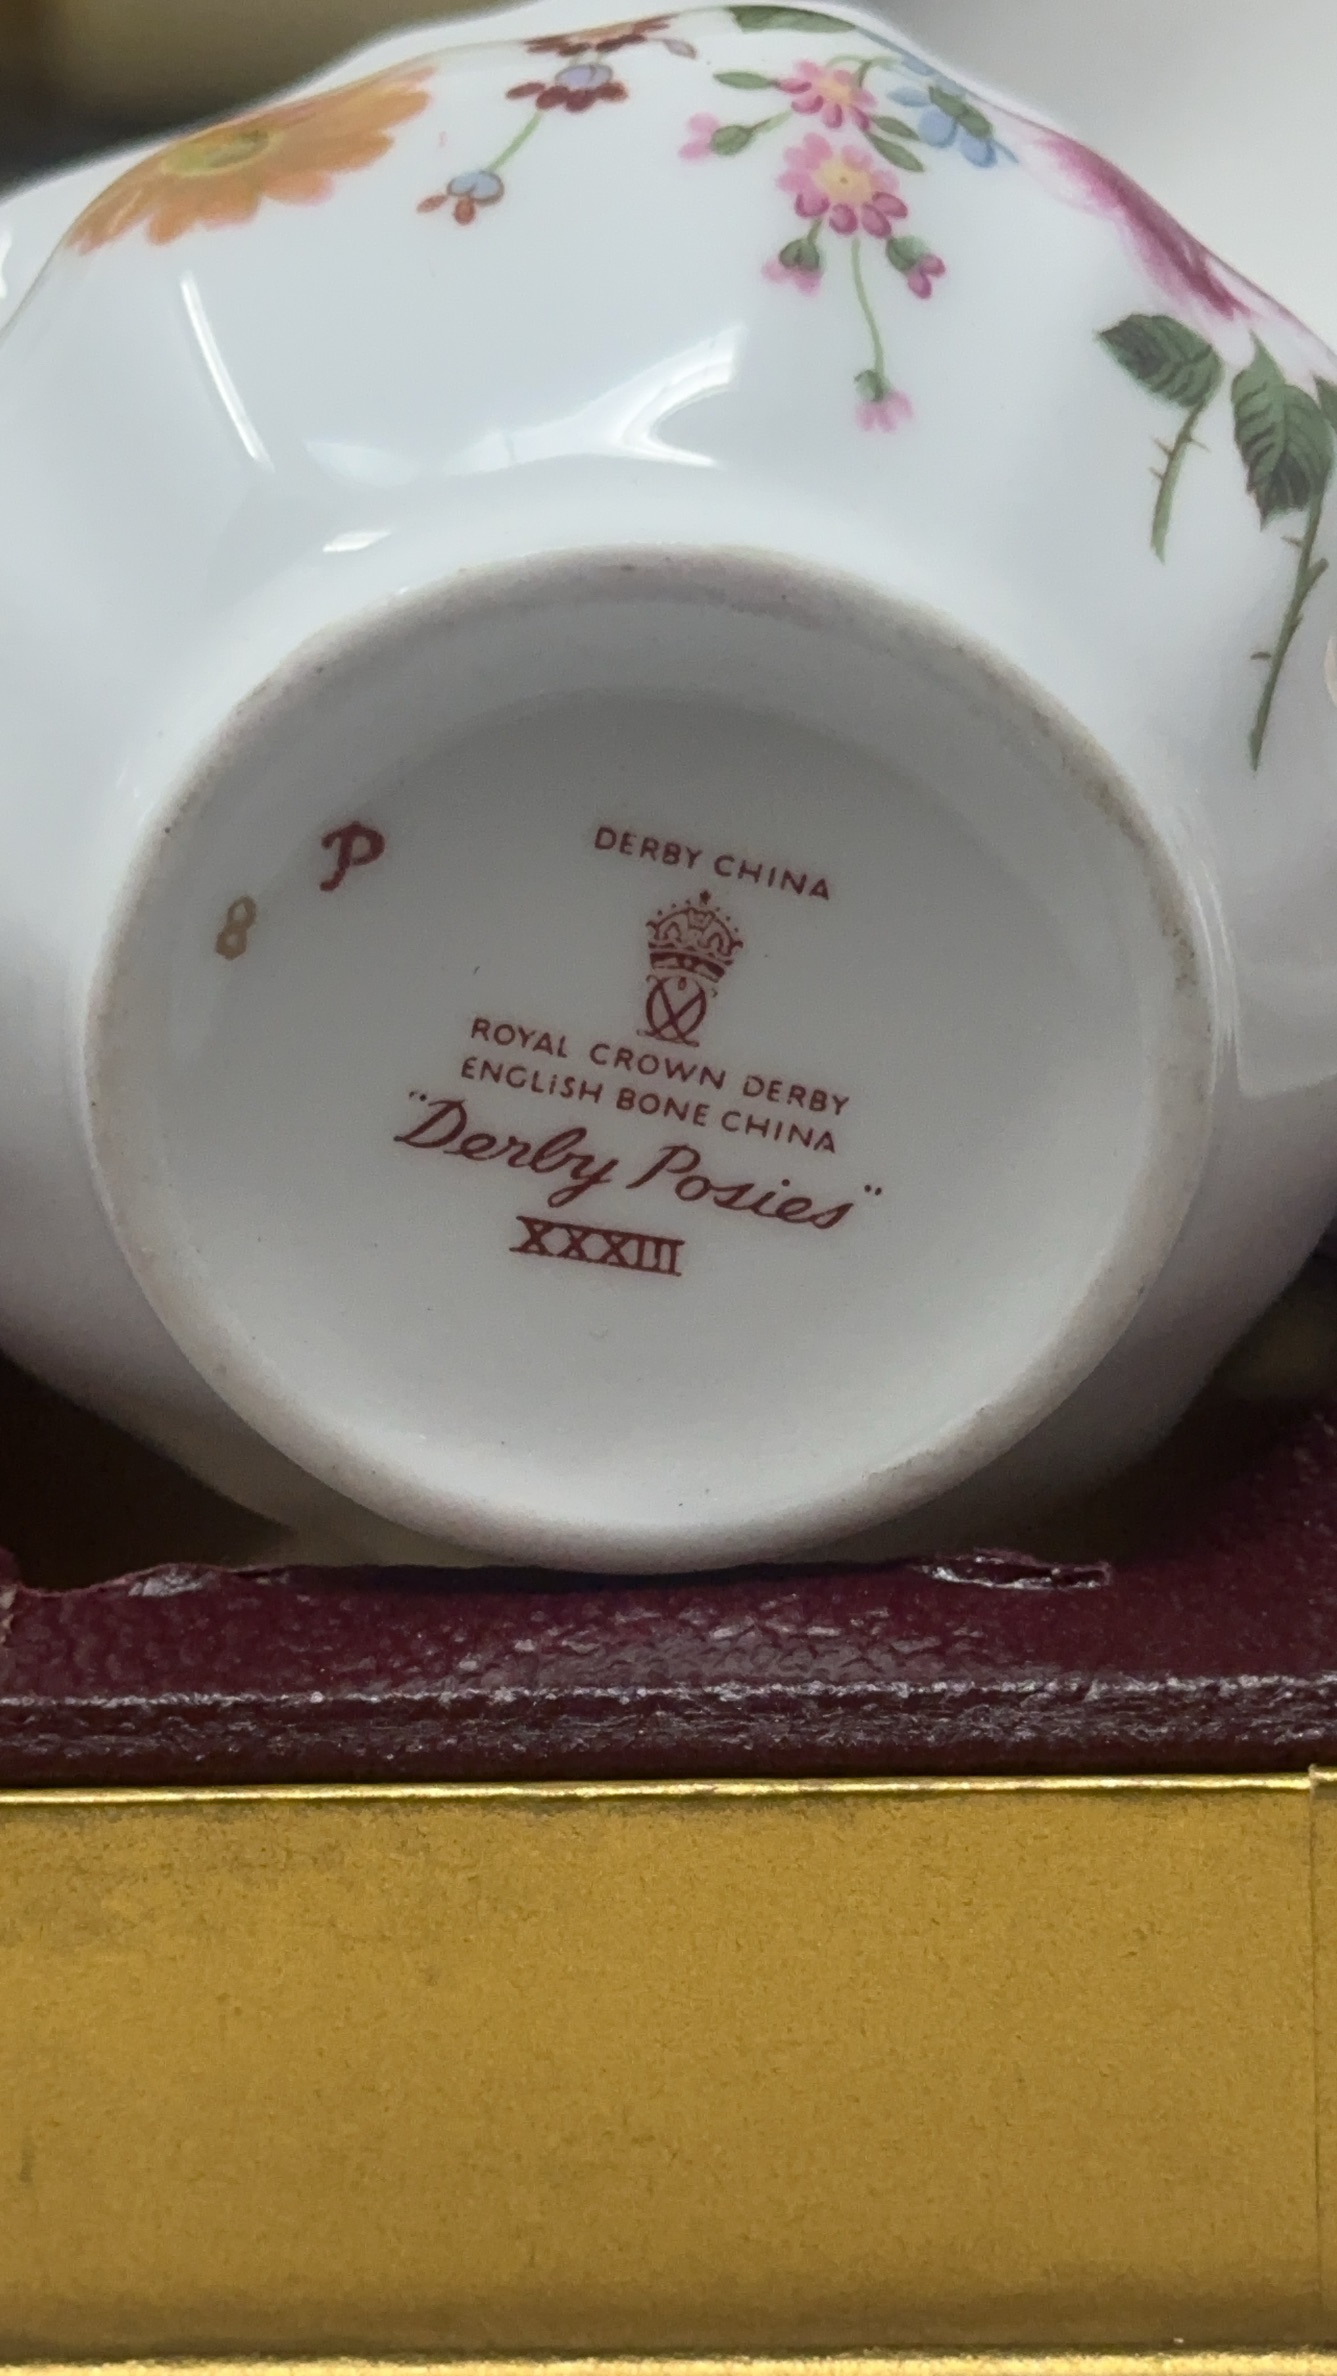 P
8
DERBY CHINA
ROYAL CROWN DERBY
ENGLISH BONE CHINA
"Derby Posies"
XXXIII